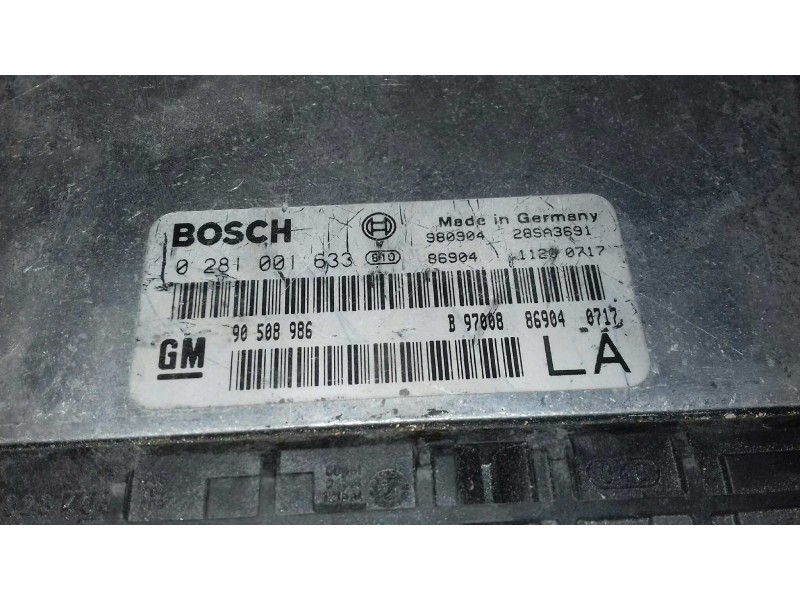 BOSCH
Made in Germany
980904 28SA3691
0 281 001 633 B10
86904 1120 0717
GM
90 508 986
B 97008 86904 0717
LA